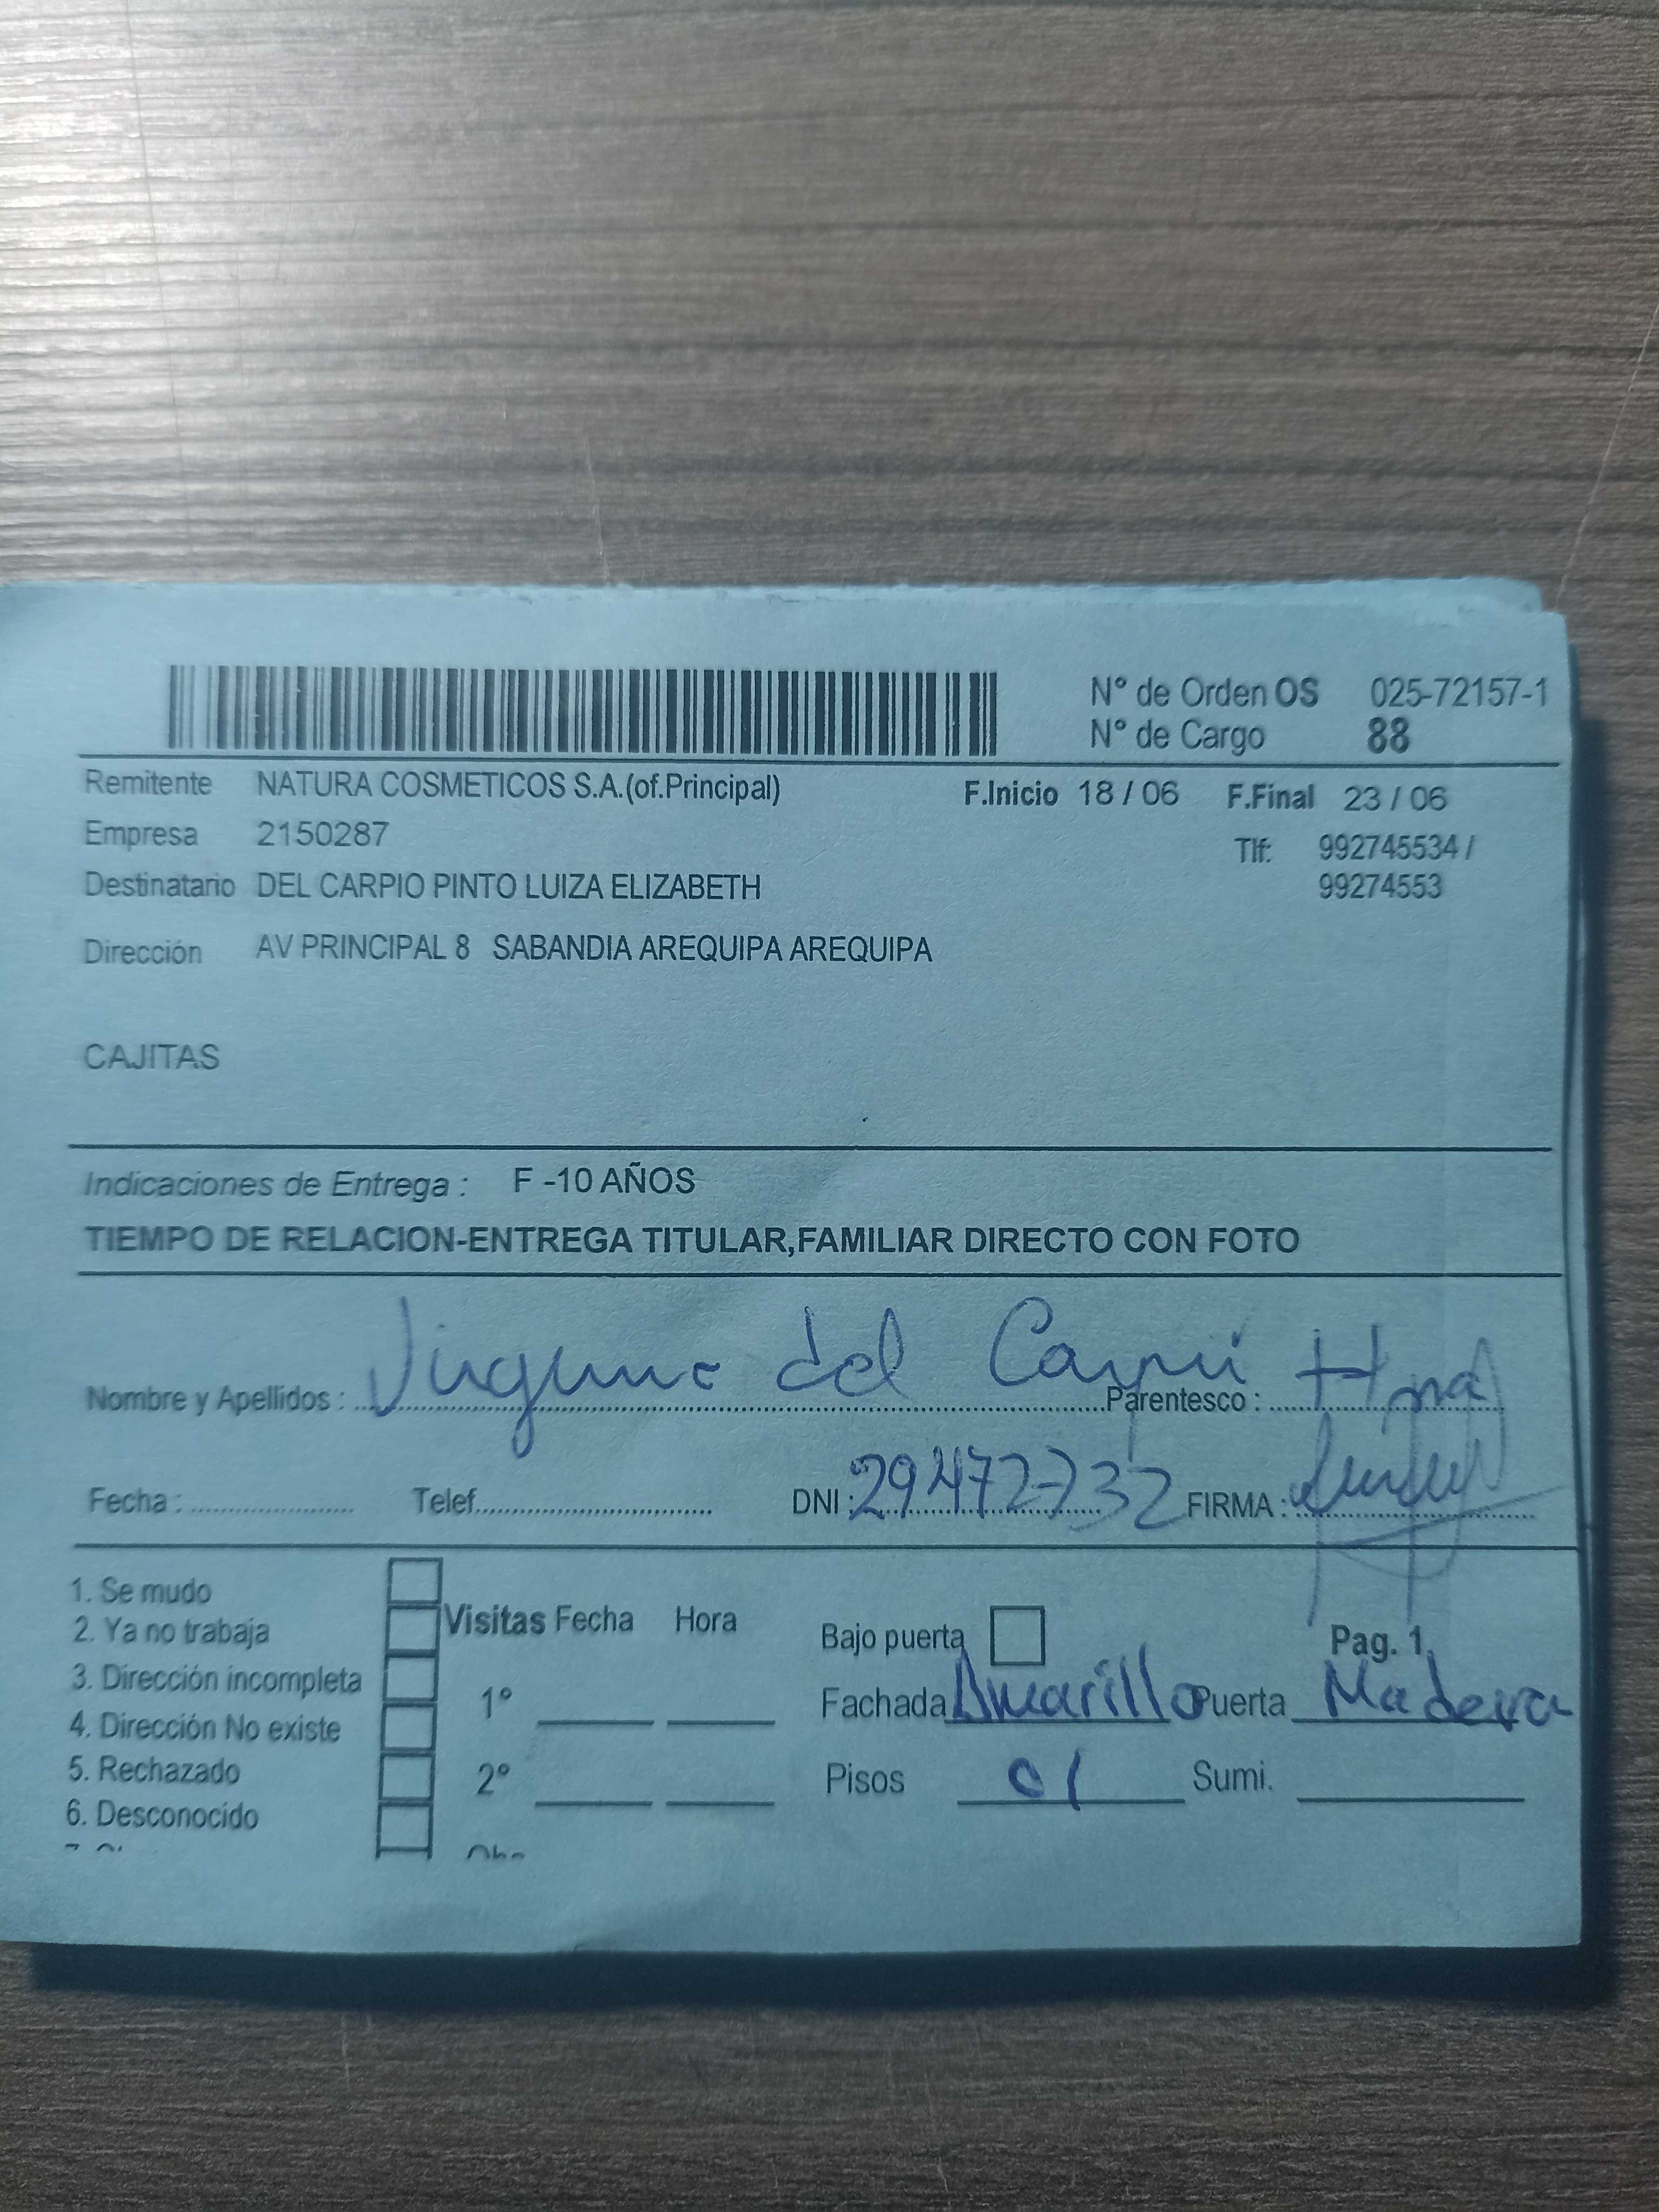 N° de Orden OS 025-72157-1
N° de Cargo 88
Remitente NATURA COSMETICOS S.A.(of.Principal) F.Inicio 18 / 06 F.Final 23 / 06
Empresa 2150287 Tlf: 992745534 /
99274553
Destinatario DEL CARPIO PINTO LUIZA ELIZABETH
Dirección AV PRINCIPAL 8 SABANDIA AREQUIPA AREQUIPA
CAJITAS
Indicaciones de Entrega : F -10 AÑOS
TIEMPO DE RELACION-ENTREGA TITULAR,FAMILIAR DIRECTO CON FOTO
Nombre y Apellidos : del Parentesco : Hna
Fecha : Telef. DNI : 29472732 FIRMA :
1. Se mudo
2. Ya no trabaja
3. Dirección incompleta
4. Dirección No existe
5. Rechazado
6. Desconocido
Visitas Fecha Hora
1°
2°
Bajo puerta Pag. 1
Fachada Amarillo Puerta Madera
Pisos 01 Sumi.